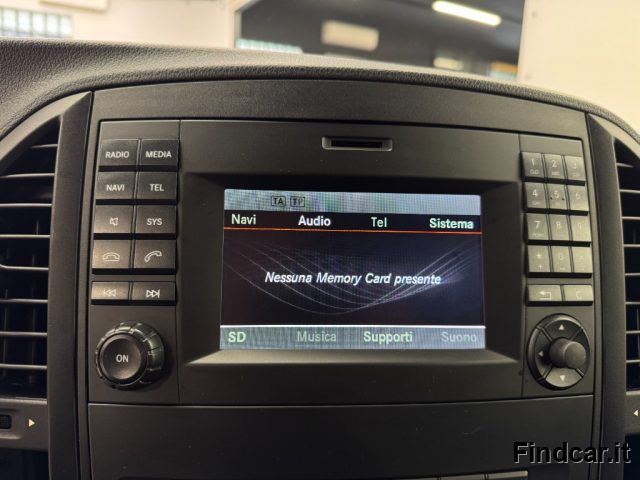 RADIO MEDIA
NAVI TEL
SYS
ON
TA TP
Navi Audio Tel Sistema
Nessuna Memory Card presente
SD Musica Supporti Suono
1 2 3
4 5 6
7 8 9
* 0 #
C
Findcar.it